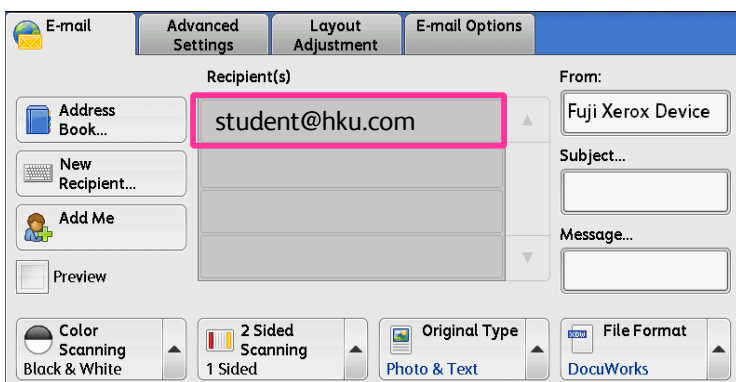 E-mail
Advanced
Settings
Layout
Adjustment
E-mail Options
Recipient(s)
From:
Address
Book...
student@hku.com
Fuji Xerox Device
New
Recipient...
Subject...
Add Me
Message...
Preview
Color
Scanning
Black & White
2 Sided
Scanning
1 Sided
Original Type
Photo & Text
XDW
File Format
DocuWorks